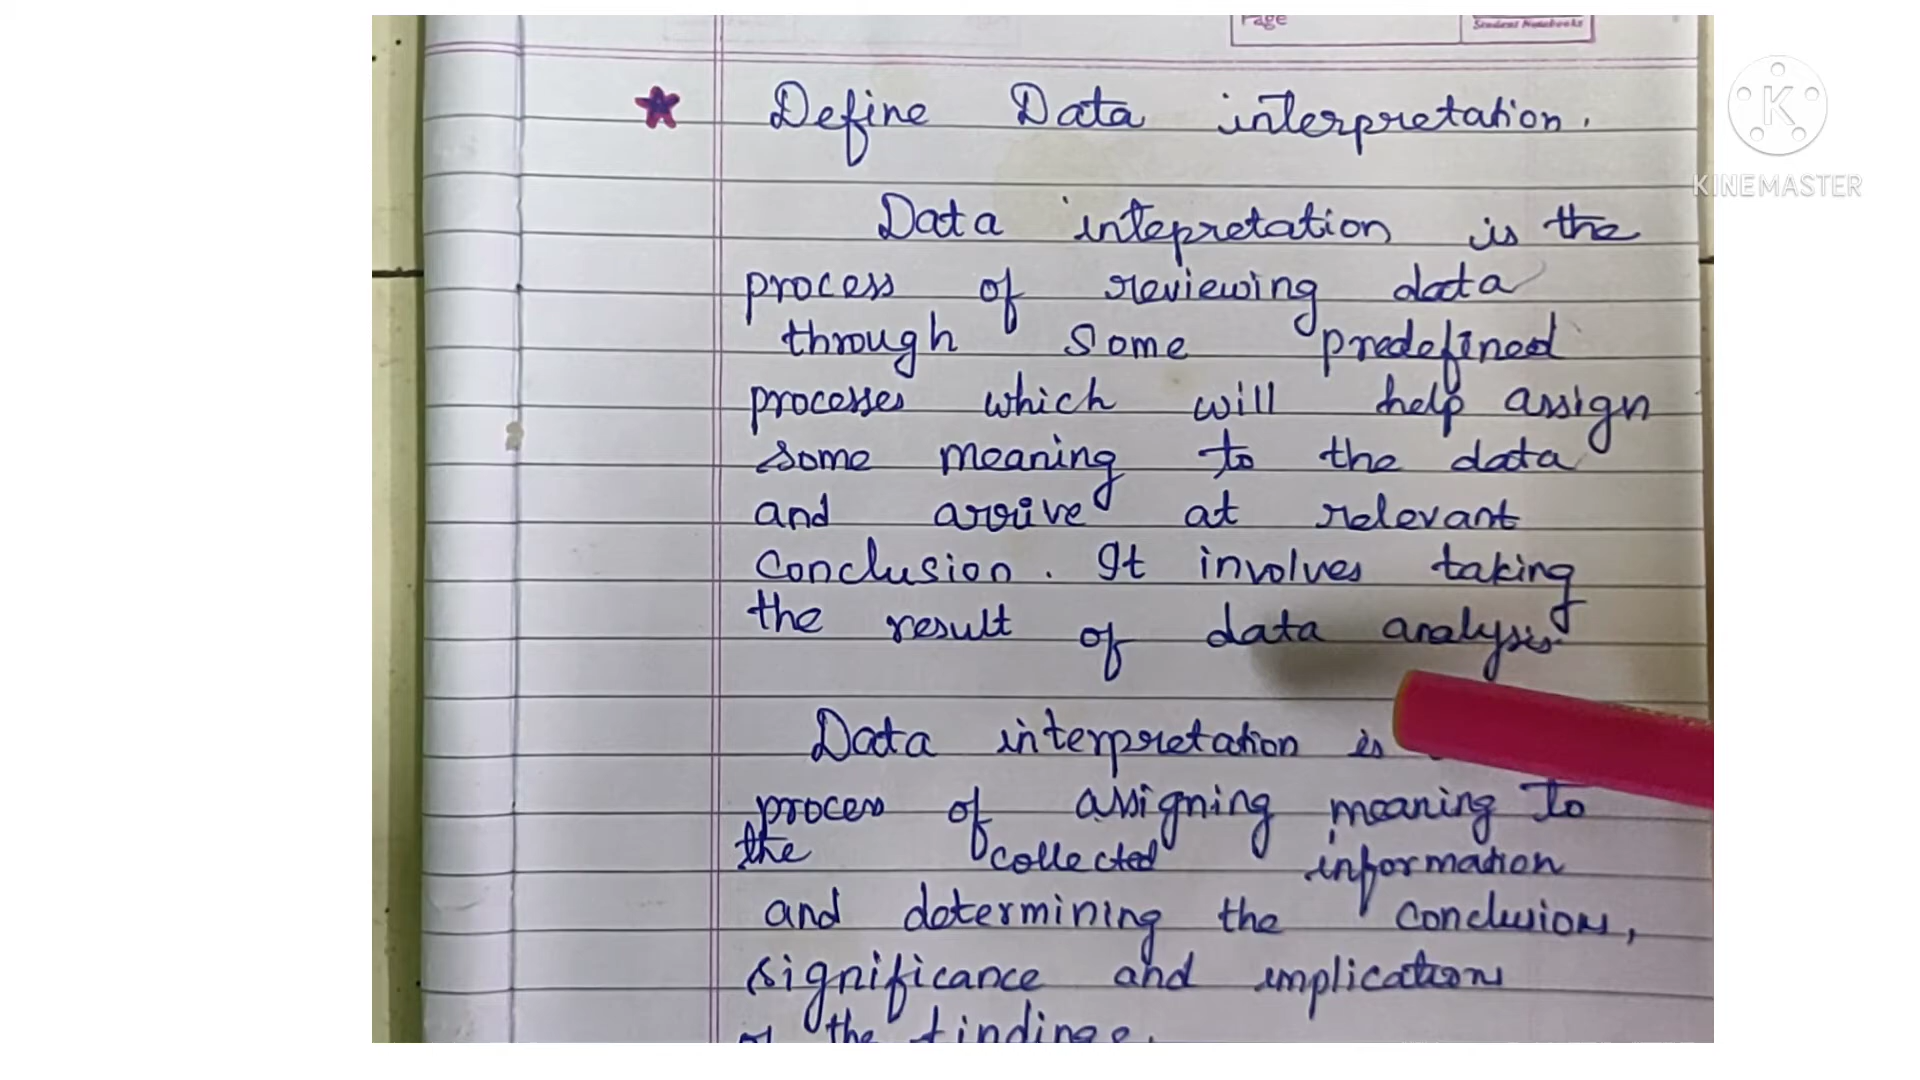 Page
Student Notebooks
Define Data interpretation.
KINEMASTER
Data intepretation is the
process of reviewing data
through some predefined
processes which will help assign
some meaning to the data
and arrive at relevant
conclusion. It involves taking
the result of data analysis
Data interpretation is
process of assigning meaning to
the collected information
and determining the conclusions,
significance and implications
of the findings.